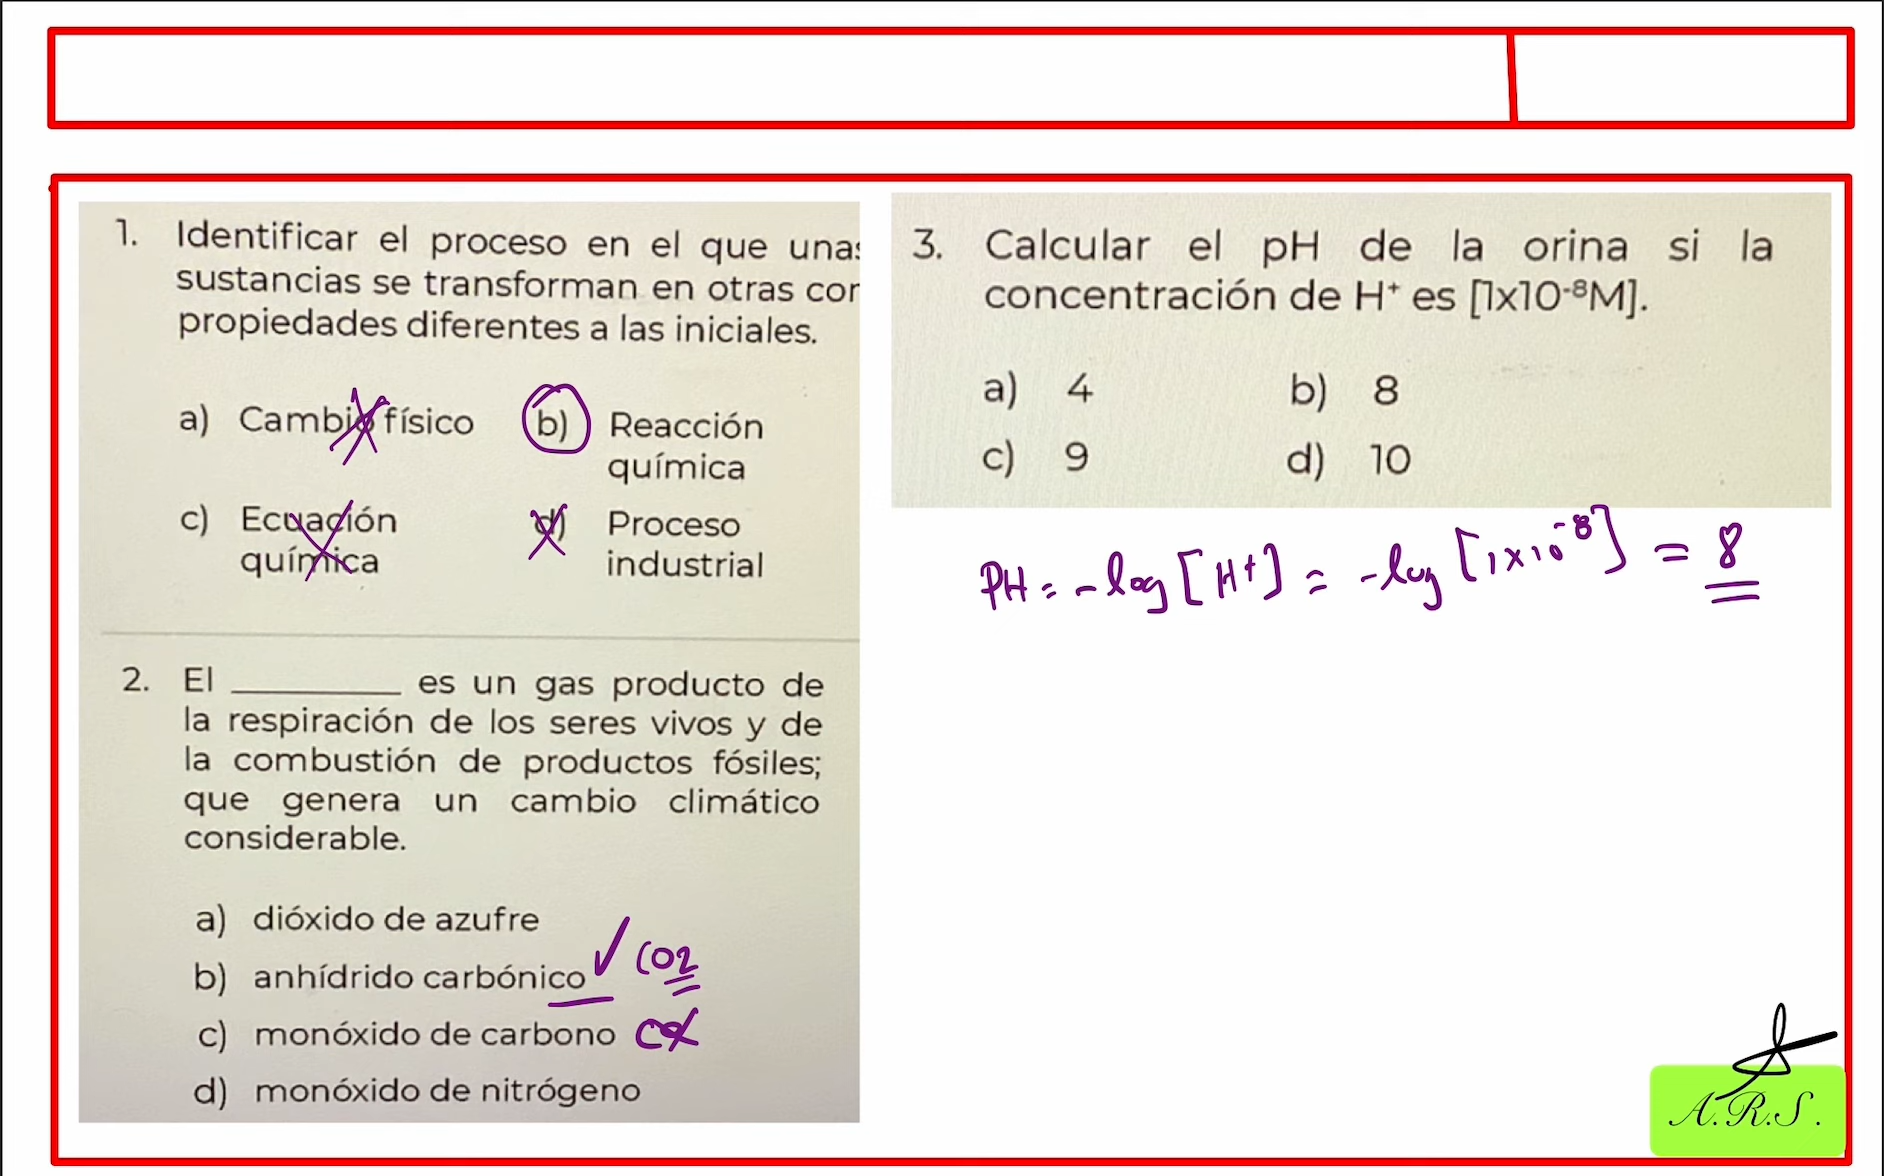 1. Identificar el proceso en el que unas
sustancias se transforman en otras con
propiedades diferentes a las iniciales.
a) Cambio físico
b) Reacción
química
c) Ecuación
química
d) Proceso
industrial
2. El __________ es un gas producto de
la respiración de los seres vivos y de
la combustión de productos fósiles;
que genera un cambio climático
considerable.
a) dióxido de azufre
b) anhídrido carbónico ✓ CO2
c) monóxido de carbono CO
d) monóxido de nitrógeno
3. Calcular el pH de la orina si la
concentración de H⁺ es [1x10⁻⁸M].
a) 4 b) 8
c) 9 d) 10
PH = -log [H⁺] = -log [1x10⁻⁸] = 8
A.R.S.